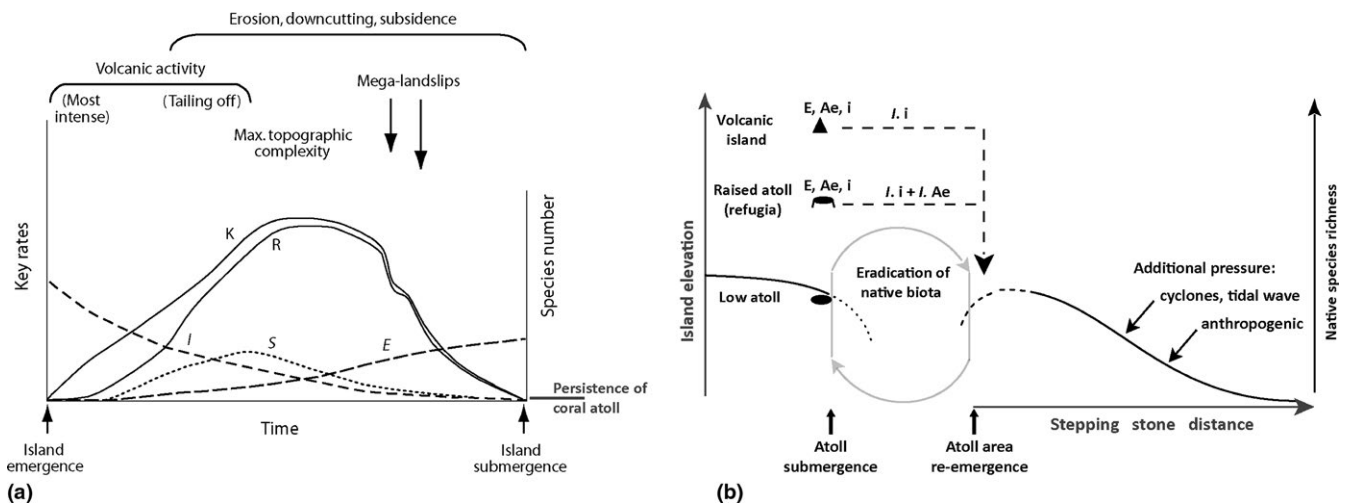 Erosion, downcutting, subsidence
Volcanic activity
(Most
intense)
(Tailing off)
Mega-landslips
Max. topographic
complexity
Key rates
Species number
K
R
I
S
E
Persistence of
coral atoll
Time
Island
emergence
Island
submergence
(a)
Island elevation
Native species richness
Volcanic
island
E, Ae, i
I. i
Raised atoll
(refugia)
E, Ae, i
I. i + I. Ae
Low atoll
Eradication of
native biota
Additional pressure:
cyclones, tidal wave
anthropogenic
Stepping stone distance
Atoll
submergence
Atoll area
re-emergence
(b)